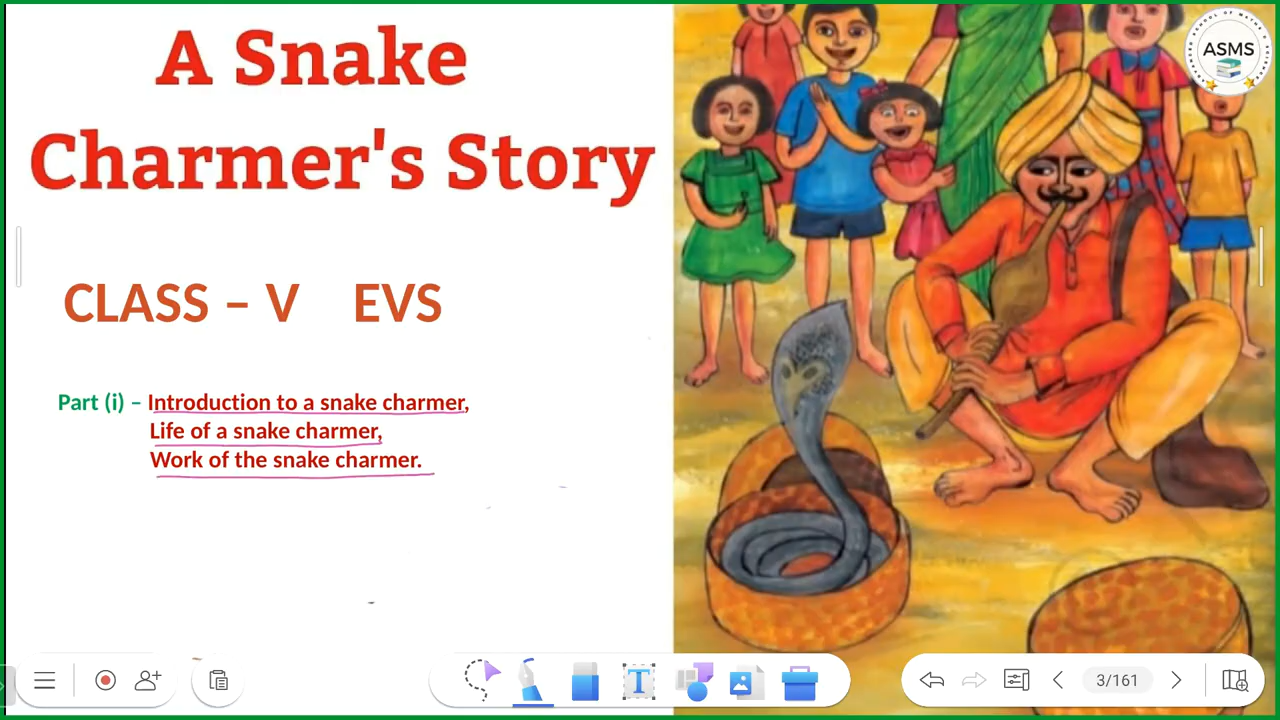 A Snake
Charmer's Story
CLASS – V EVS
Part (i) – Introduction to a snake charmer,
Life of a snake charmer,
Work of the snake charmer.
ASMS
T
3/161